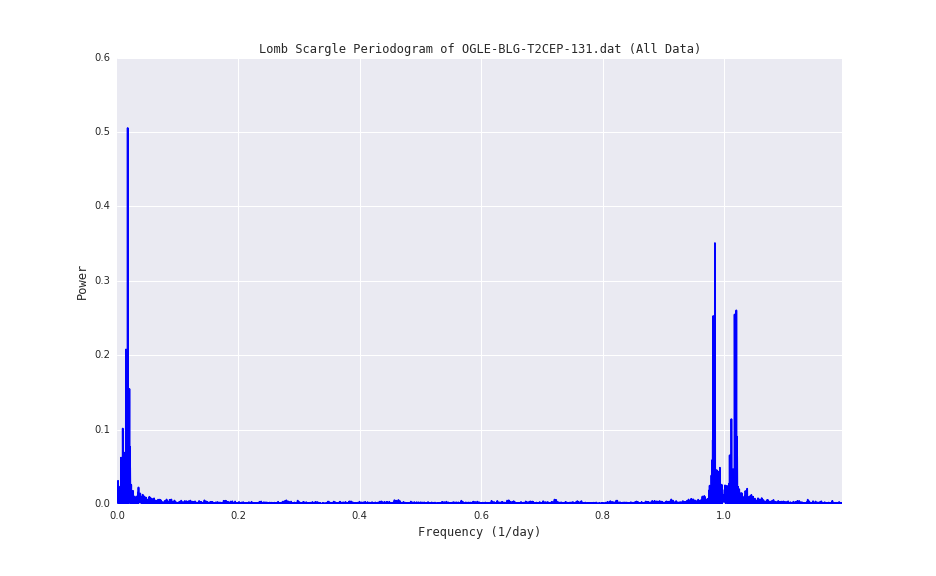 Lomb Scargle Periodogram of OGLE-BLG-T2CEP-131.dat (All Data)
0.6
0.5
0.4
0.3
0.2
0.1
0.0
Power
0.0 0.2 0.4 0.6 0.8 1.0
Frequency (1/day)